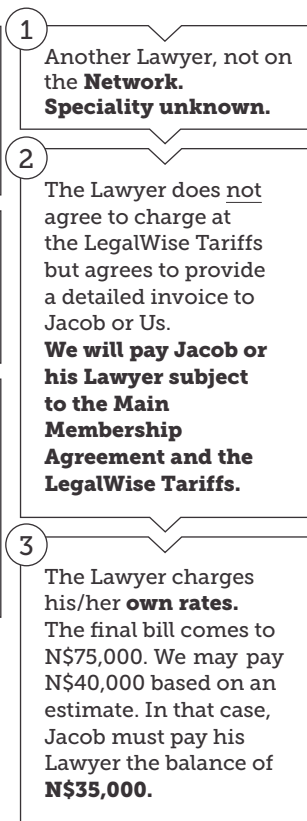 1
Another Lawyer, not on
the Network.
Speciality unknown.
2
The Lawyer does not
agree to charge at
the LegalWise Tariffs
but agrees to provide
a detailed invoice to
Jacob or Us.
We will pay Jacob or
his Lawyer subject
to the Main
Membership
Agreement and the
LegalWise Tariffs.
3
The Lawyer charges
his/her own rates.
The final bill comes to
N$75,000. We may pay
N$40,000 based on an
estimate. In that case,
Jacob must pay his
Lawyer the balance of
N$35,000.